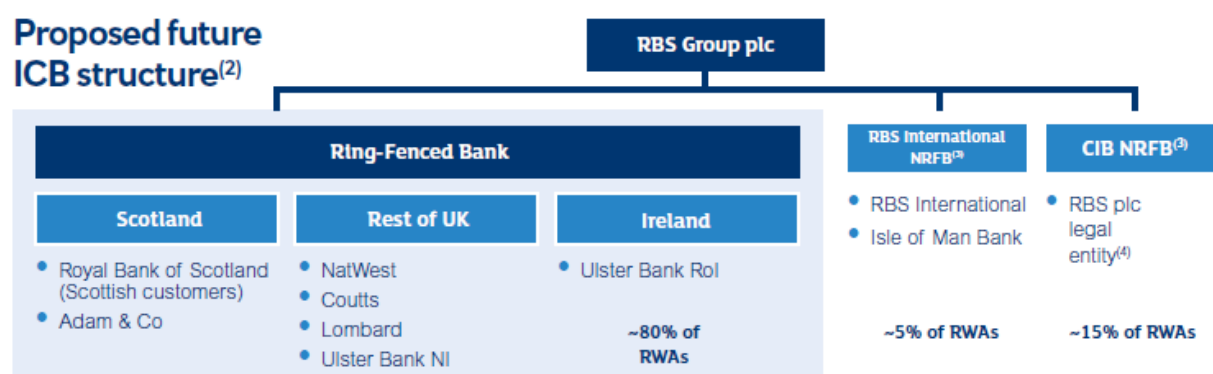 Proposed future
ICB structure(2)
RBS Group plc
Ring-Fenced Bank
RBS International
NRFB(3)
CIB NRFB(3)
Scotland
Rest of UK
Ireland
• Royal Bank of Scotland
(Scottish customers)
• Adam & Co
• NatWest
• Coutts
• Lombard
• Ulster Bank NI
• Ulster Bank RoI
~80% of
RWAs
• RBS International
• Isle of Man Bank
~5% of RWAs
• RBS plc
legal
entity(4)
~15% of RWAs